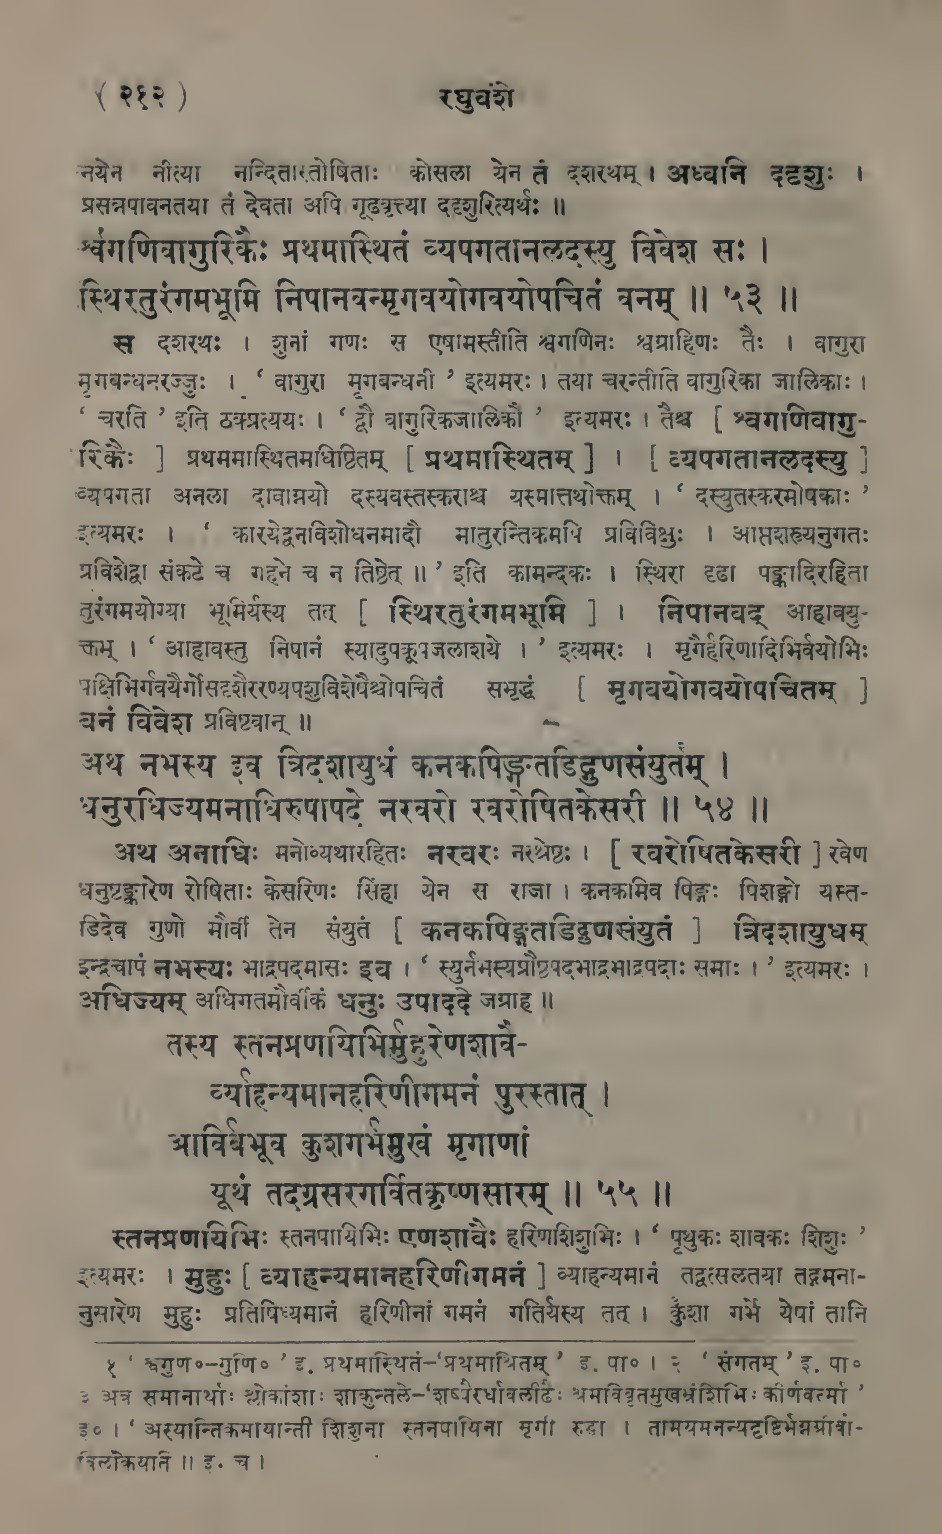 ( २१२ ) रघुवंशे
नयेन नीत्या नन्दितास्तोषिताः कोसला येन तं दशरथम् । अध्वनि ददृशुः ।
प्रसन्नपावनतया तं देवता अपि गूढवृत्त्या ददृशुरित्यर्थः ॥
श्वगणिवागुरिकैः प्रथमास्थितं व्यपगतानलदस्यु विवेश सः ।
स्थिरतुरंगमभूमि निपानवन्मृगवयोगवयोपचितं वनम् ॥ ५३ ॥
स दशरथः । शुनां गणः स एषामस्तीति श्वगणिनः श्वग्राहिणः तैः । वागुरा
मृगबन्धनरज्जुः । ‘ वागुरा मृगबन्धनी ’ इत्यमरः । तया चरन्तीति वागुरिका जालिकाः ।
‘ चरति ’ इति ठक्प्रत्ययः । ‘ द्वौ वागुरिकजालिकौ ’ इत्यमरः । तैश्च [ श्वगणिवागु-
रिकैः ] प्रथममास्थितमधिष्ठितम् [ प्रथमास्थितम् ] । [ व्यपगतानलदस्यु ]
व्यपगता अनला दावाग्नयो दस्यवस्तस्कराश्च यस्मात्तथोक्तम् । ‘ दस्युतस्करमोषकाः ’
इत्यमरः । ‘ कारयेद्वनविशोधनमादौ मातुरन्तिकमपि प्रविविक्षुः । आप्तशस्त्र्यनुगतः
प्रविशेद्वा संकटे च गहने च न तिष्ठेत् ॥ ’ इति कामन्दकः । स्थिरा दृढा पङ्कादिरहिता
तुरंगमयोग्या भूमिर्यस्य तत् [ स्थिरतुरंगमभूमि ] । निपानवद् आहावयु-
क्तम् । ‘ आहावस्तु निपानं स्यादुपकूपजलाशये । ’ इत्यमरः । मृगैर्हरिणादिभिर्वयोभिः
पक्षिभिर्गवयैर्गोसदृशैररण्यपशुविशेषैश्चोपचितं समृद्धं [ मृगवयोगवयोपचितम् ]
वनं विवेश प्रविष्टवान् ॥
अथ नभस्य इव त्रिदशायुधं कनकपिङ्गतडिद्गुणसंयुतम् ।
धनुरधिज्यमनाधिरुपाददे नरवरो रवरोषितकेसरी ॥ ५४ ॥
अथ अनाधिः मनोव्यथारहितः नरवरः नरश्रेष्ठः । [ रवरोषितकेसरी ] रवेण
धनुष्टङ्कारेण रोषिताः केसरिणः सिंहा येन स राजा । कनकमिव पिङ्गः पिशङ्गो यस्त-
डिदेव गुणो मौर्वी तेन संयुतं [ कनकपिङ्गतडिद्गुणसंयुतं ] त्रिदशायुधम्
इन्द्रचापं नभस्यः भाद्रपदमासः इव । ‘ स्युर्नभस्यप्रौष्ठपदभाद्रभाद्रपदाः समाः । ’ इत्यमरः ।
अधिज्यम् अधिगतमौर्वीकं धनुः उपाददे जग्राह ॥
तस्य स्तनप्रणयिभिर्मुहुरेणशावै-
र्व्याहन्यमानहरिणीगमनं पुरस्तात् ।
आविर्बभूव कुशगर्भमुखं मृगाणां
यूथं तदग्रसरगर्वितकृष्णसारम् ॥ ५५ ॥
स्तनप्रणयिभिः स्तनपायिभिः एणशावैः हरिणशिशुभिः । ‘ पृथुकः शावकः शिशुः ’
इत्यमरः । मुहुः [ व्याहन्यमानहरिणीगमनं ] व्याहन्यमानं तद्वत्सलतया तद्गमना-
नुसारेण मुहुः प्रतिषिध्यमानं हरिणीनां गमनं गतिर्यस्य तत् । कुंशा गर्भे येषां तानि
१ ‘ श्वगुण०–गुणि० ’ इ. प्रथमास्थितं–‘प्रथमाश्रितम् ’ इ. पा० । २ ‘ संगतम् ’ इ. पा०
३ अत्र समानार्थाः श्लोकांशाः शाकुन्तले–‘शष्पैरर्धावलीढैः श्रमविवृतमुखभ्रंशिभिः कीर्णवर्त्मा ’
इ० । ‘ अस्यान्तिकमायान्ती शिशुना स्तनपायिना मृगी रुद्धा । तामयमनन्यदृष्टिर्भग्नग्रीवां-
विलोकयति ॥ इ. च ।